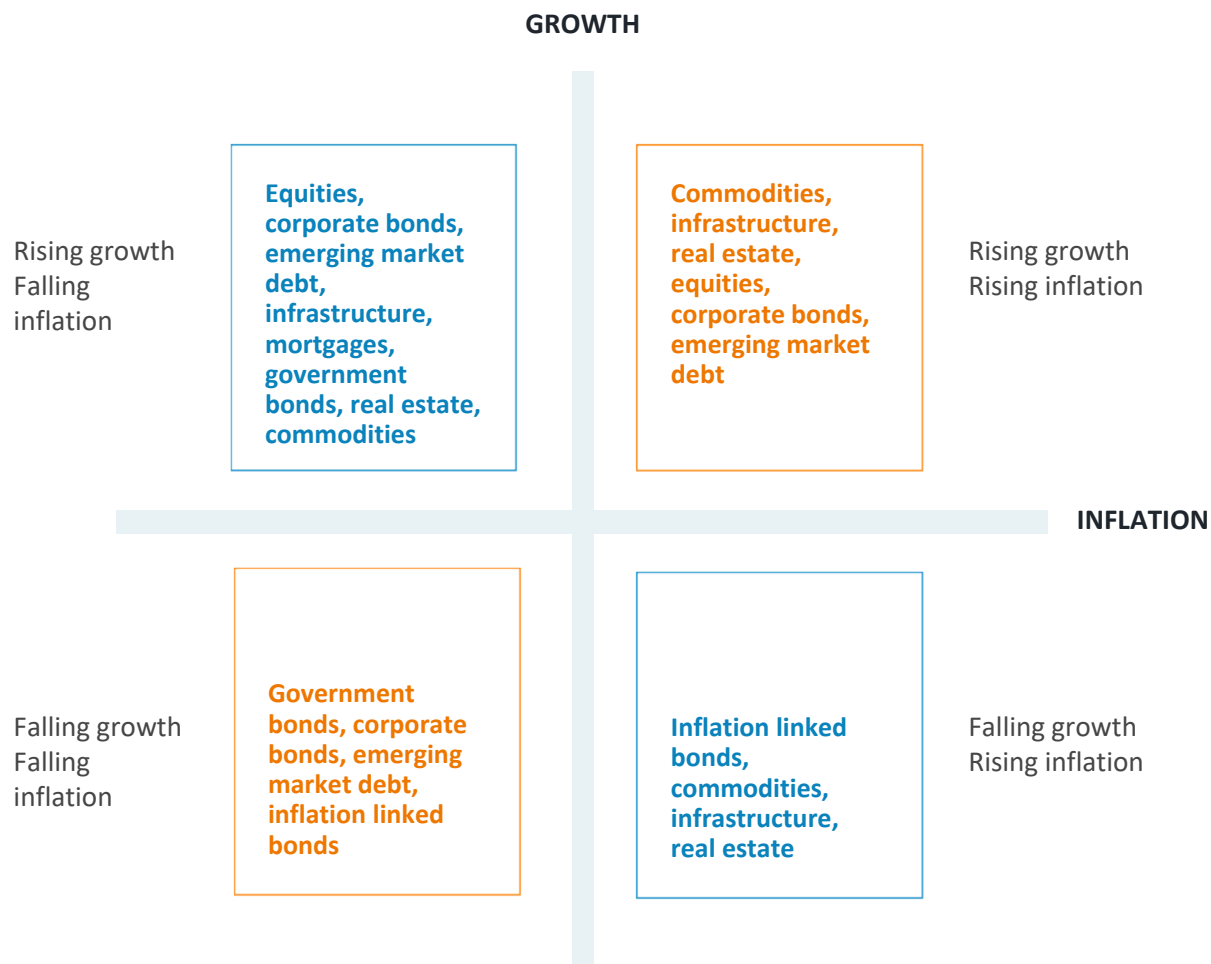 GROWTH
Rising growth
Falling
inflation
Equities,
corporate bonds,
emerging market
debt,
infrastructure,
mortgages,
government
bonds, real estate,
commodities
Commodities,
infrastructure,
real estate,
equities,
corporate bonds,
emerging market
debt
Rising growth
Rising inflation
INFLATION
Falling growth
Falling
inflation
Government
bonds, corporate
bonds, emerging
market debt,
inflation linked
bonds
Inflation linked
bonds,
commodities,
infrastructure,
real estate
Falling growth
Rising inflation